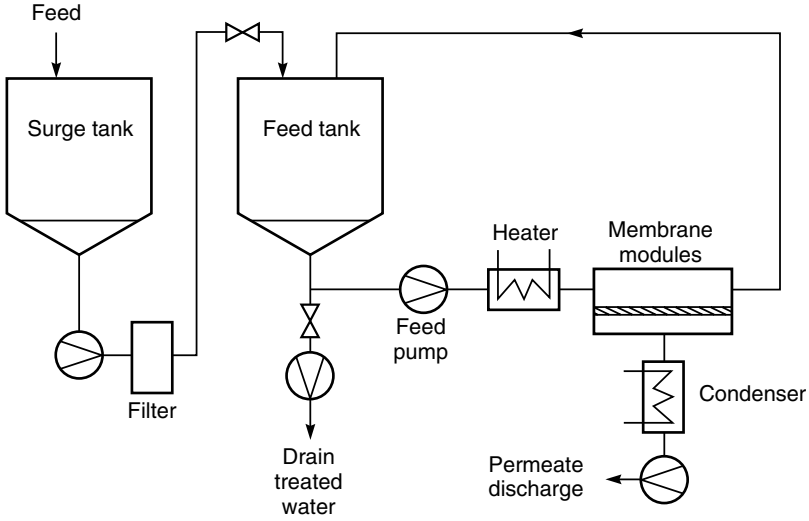 Feed
Surge tank
Feed tank
Heater
Membrane
modules
Feed
pump
Filter
Condenser
Drain
treated
water
Permeate
discharge